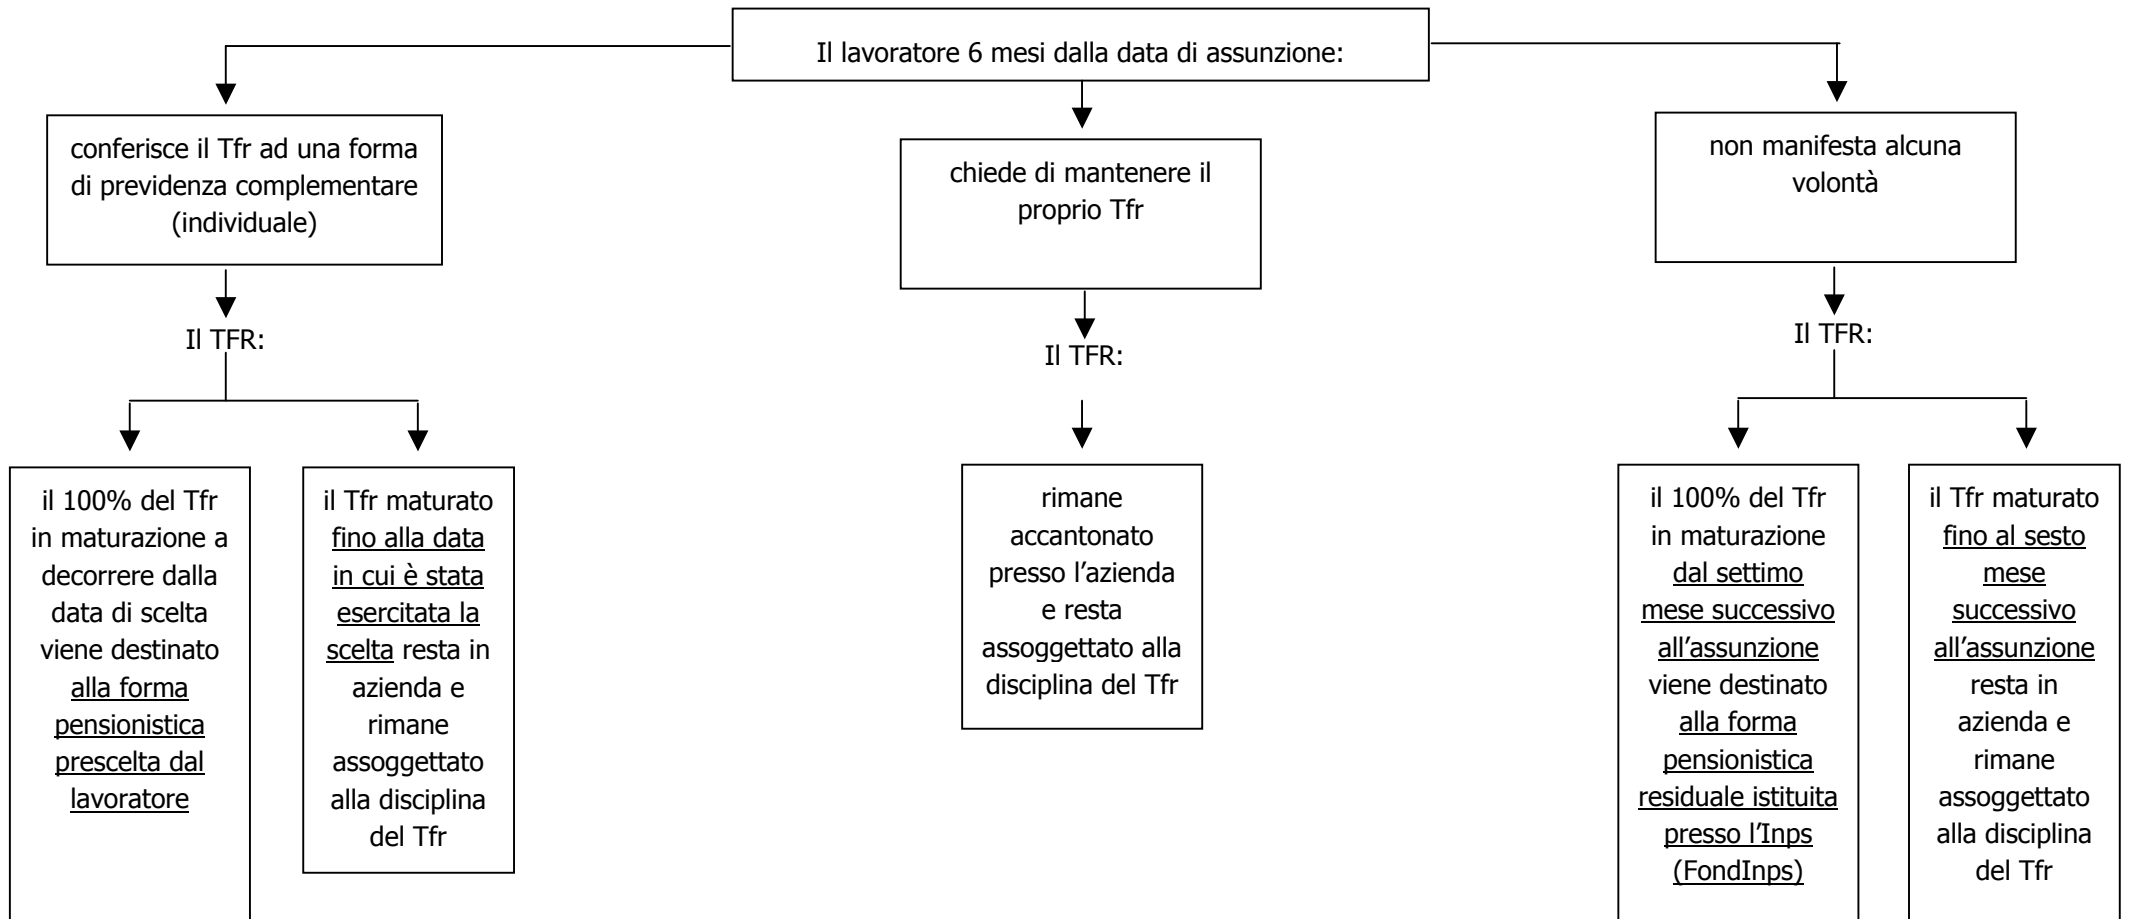 Il lavoratore 6 mesi dalla data di assunzione:
conferisce il Tfr ad una forma
di previdenza complementare
(individuale)
chiede di mantenere il
proprio Tfr
non manifesta alcuna
volontà
Il TFR:
Il TFR:
Il TFR:
il 100% del Tfr
in maturazione a
decorrere dalla
data di scelta
viene destinato
alla forma
pensionistica
prescelta dal
lavoratore
il Tfr maturato
fino alla data
in cui è stata
esercitata la
scelta resta in
azienda e
rimane
assoggettato
alla disciplina
del Tfr
rimane
accantonato
presso l’azienda
e resta
assoggettato alla
disciplina del Tfr
il 100% del Tfr
in maturazione
dal settimo
mese successivo
all’assunzione
viene destinato
alla forma
pensionistica
residuale istituita
presso l’Inps
(FondInps)
il Tfr maturato
fino al sesto
mese
successivo
all’assunzione
resta in
azienda e
rimane
assoggettato
alla disciplina
del Tfr